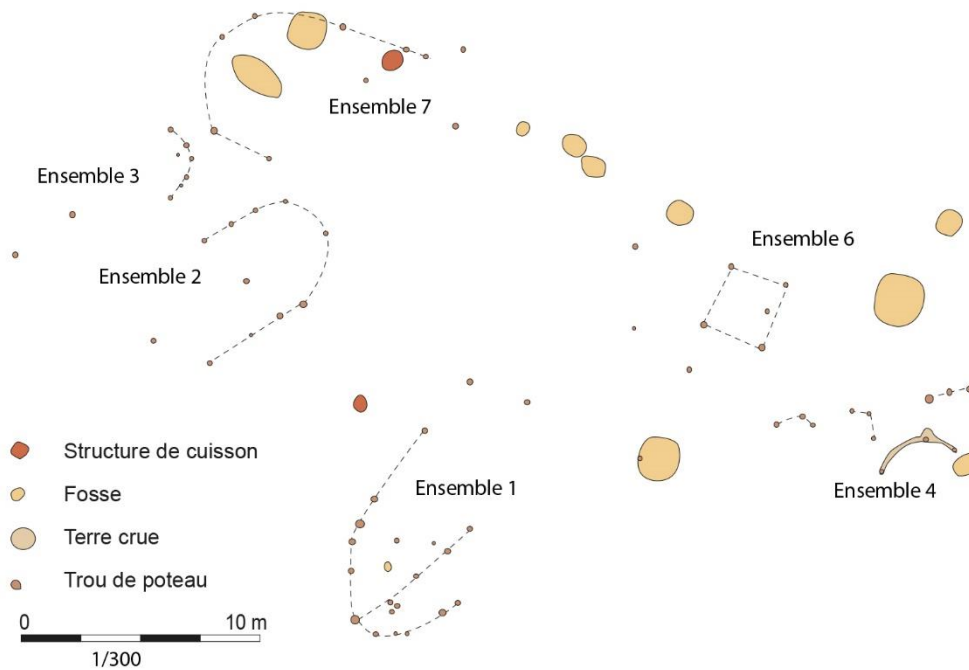 Ensemble 7
Ensemble 3
Ensemble 2
Ensemble 6
Ensemble 1
Ensemble 4
Structure de cuisson
Fosse
Terre crue
Trou de poteau
0 10 m
1/300